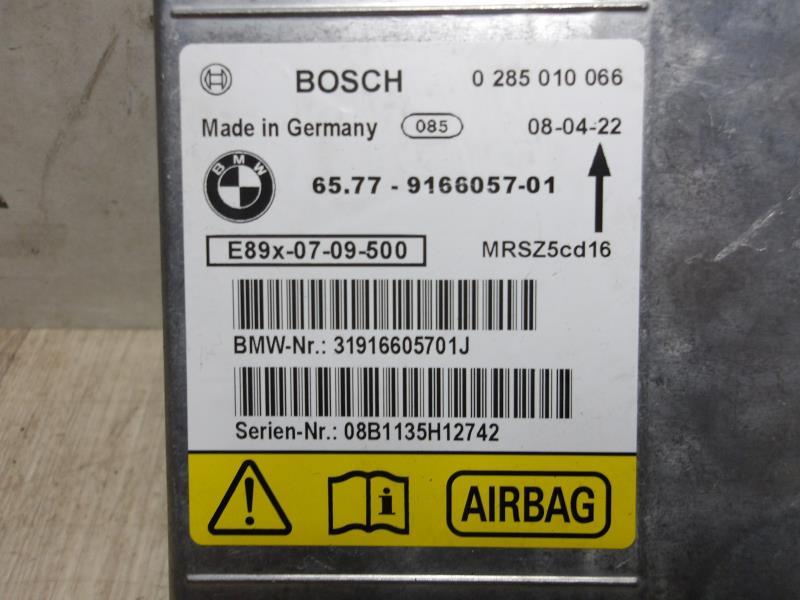 BOSCH 0 285 010 066
Made in Germany 085 08-04-22
BMW 65.77 - 9166057-01
E89x-07-09-500 MRSZ5cd16
BMW-Nr.: 31916605701J
Serien-Nr.: 08B1135H12742
i AIRBAG